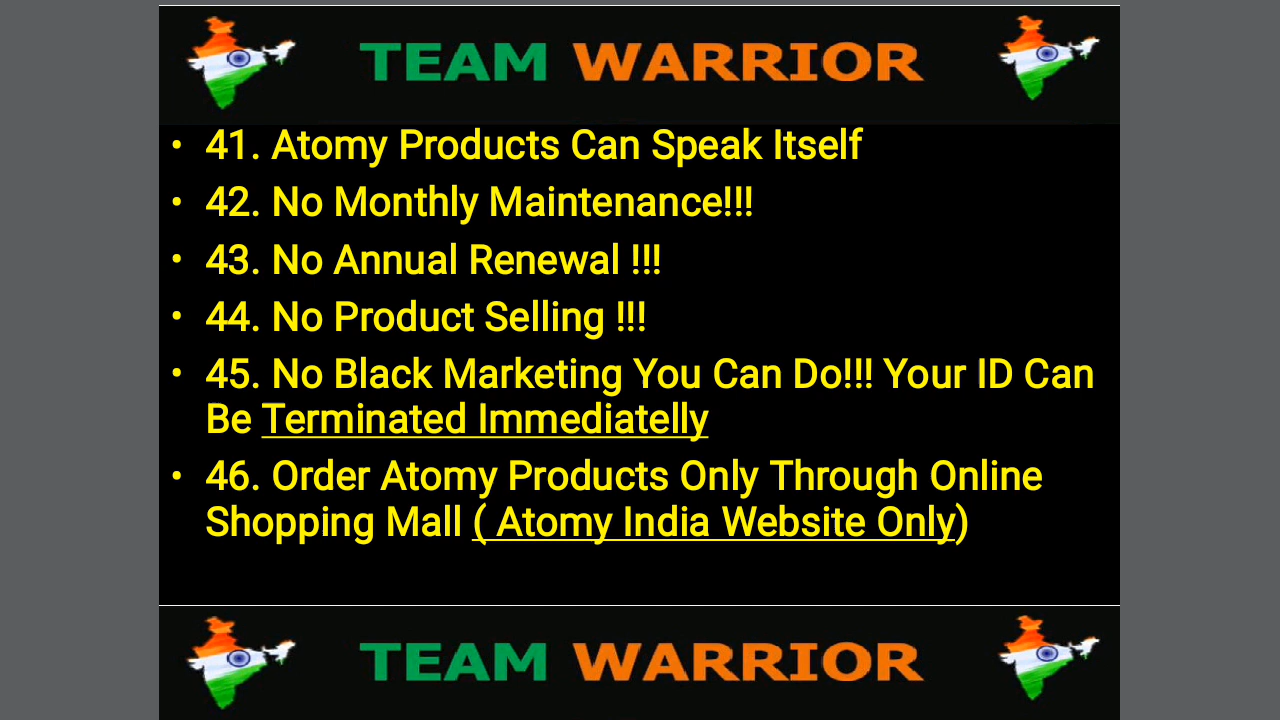 TEAM WARRIOR
• 41. Atomy Products Can Speak Itself
• 42. No Monthly Maintenance!!!
• 43. No Annual Renewal !!!
• 44. No Product Selling !!!
• 45. No Black Marketing You Can Do!!! Your ID Can
Be Terminated Immediatelly
• 46. Order Atomy Products Only Through Online
Shopping Mall ( Atomy India Website Only)
TEAM WARRIOR